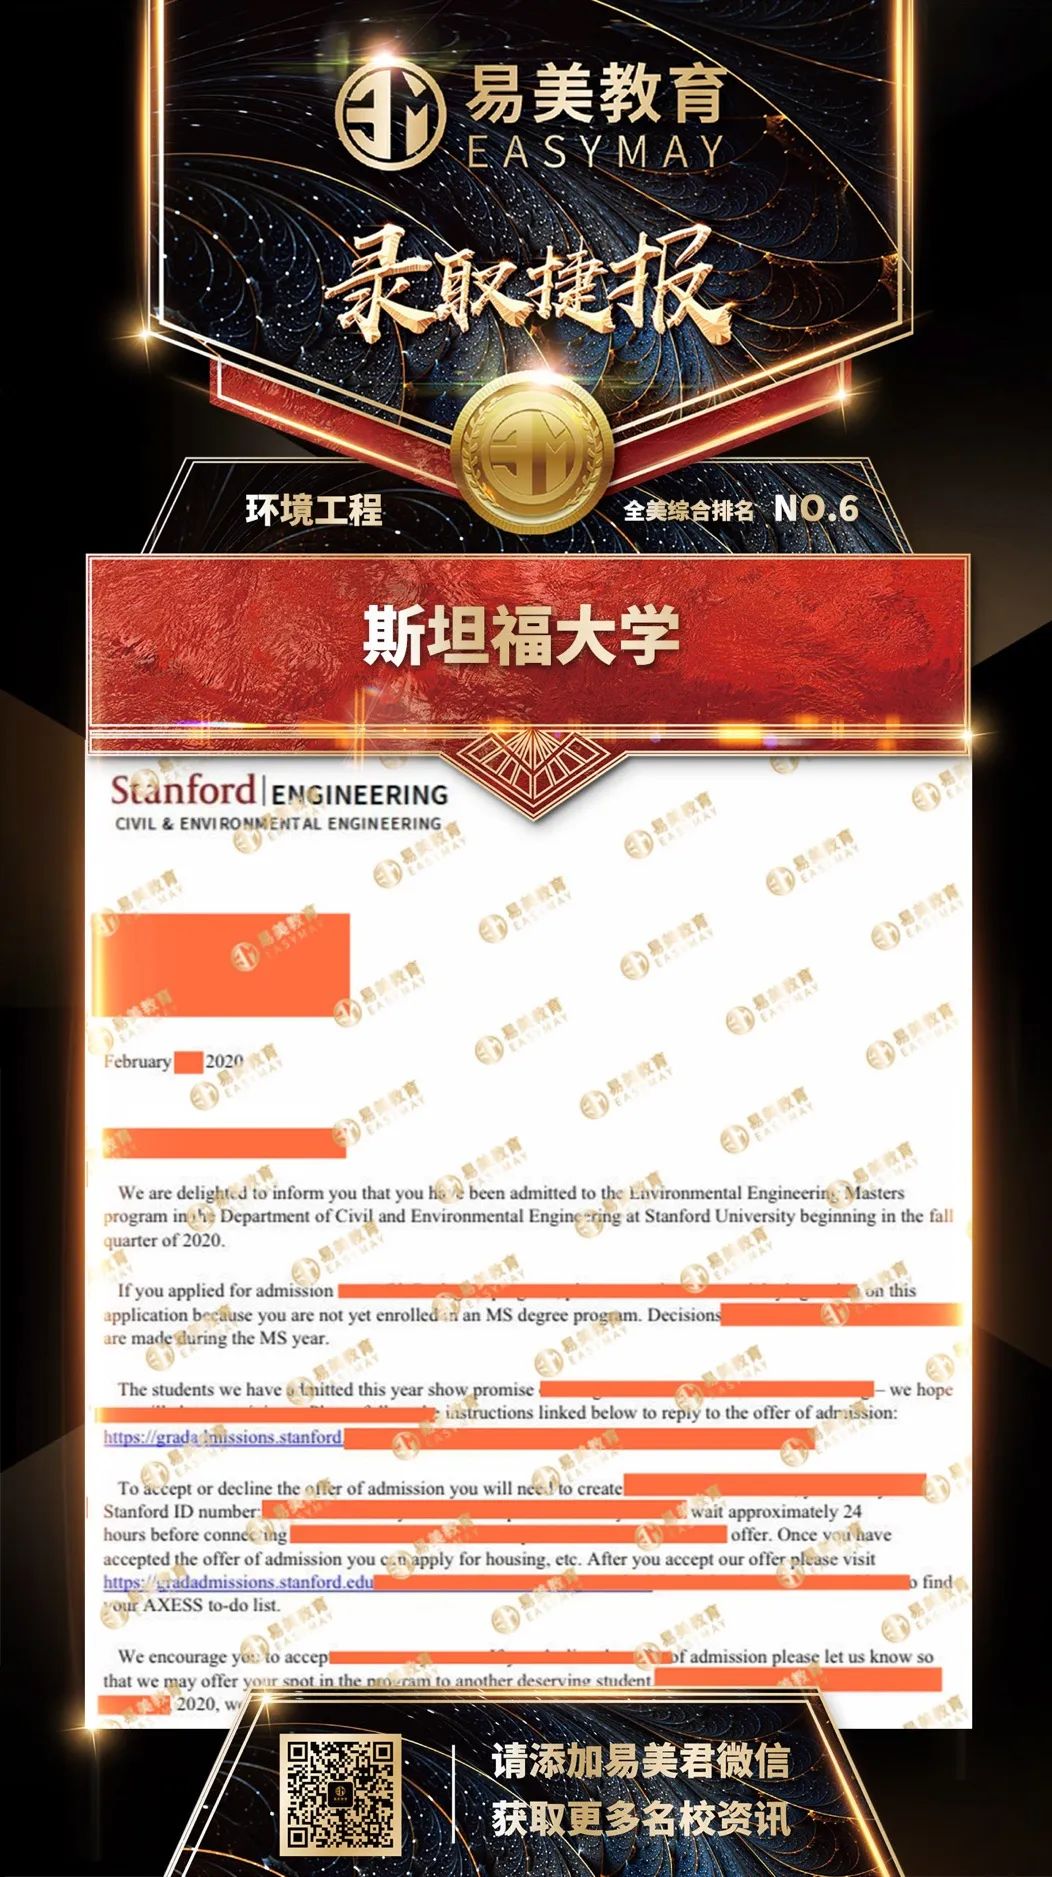 易美教育
EASYMAY
录取捷报
环境工程
全美综合排名 NO.6
斯坦福大学
Stanford | ENGINEERING
CIVIL & ENVIRONMENTAL ENGINEERING
February 2020
We are delighted to inform you that you have been admitted to the Environmental Engineering Masters
program in the Department of Civil and Environmental Engineering at Stanford University beginning in the fall
quarter of 2020.
If you applied for admission on this
application because you are not yet enrolled in an MS degree program. Decisions
are made during the MS year.
The students we have admitted this year show promise – we hope
instructions linked below to reply to the offer of admission:
https://gradadmissions.stanford.
To accept or decline the offer of admission you will need to create
Stanford ID number: wait approximately 24
hours before connecting offer. Once you have
accepted the offer of admission you can apply for housing, etc. After you accept our offer please visit
https://gradadmissions.stanford.edu to find
your AXESS to-do list.
We encourage you to accept of admission please let us know so
that we may offer your spot in the program to another deserving student
2020, we
请添加易美君微信
获取更多名校资讯